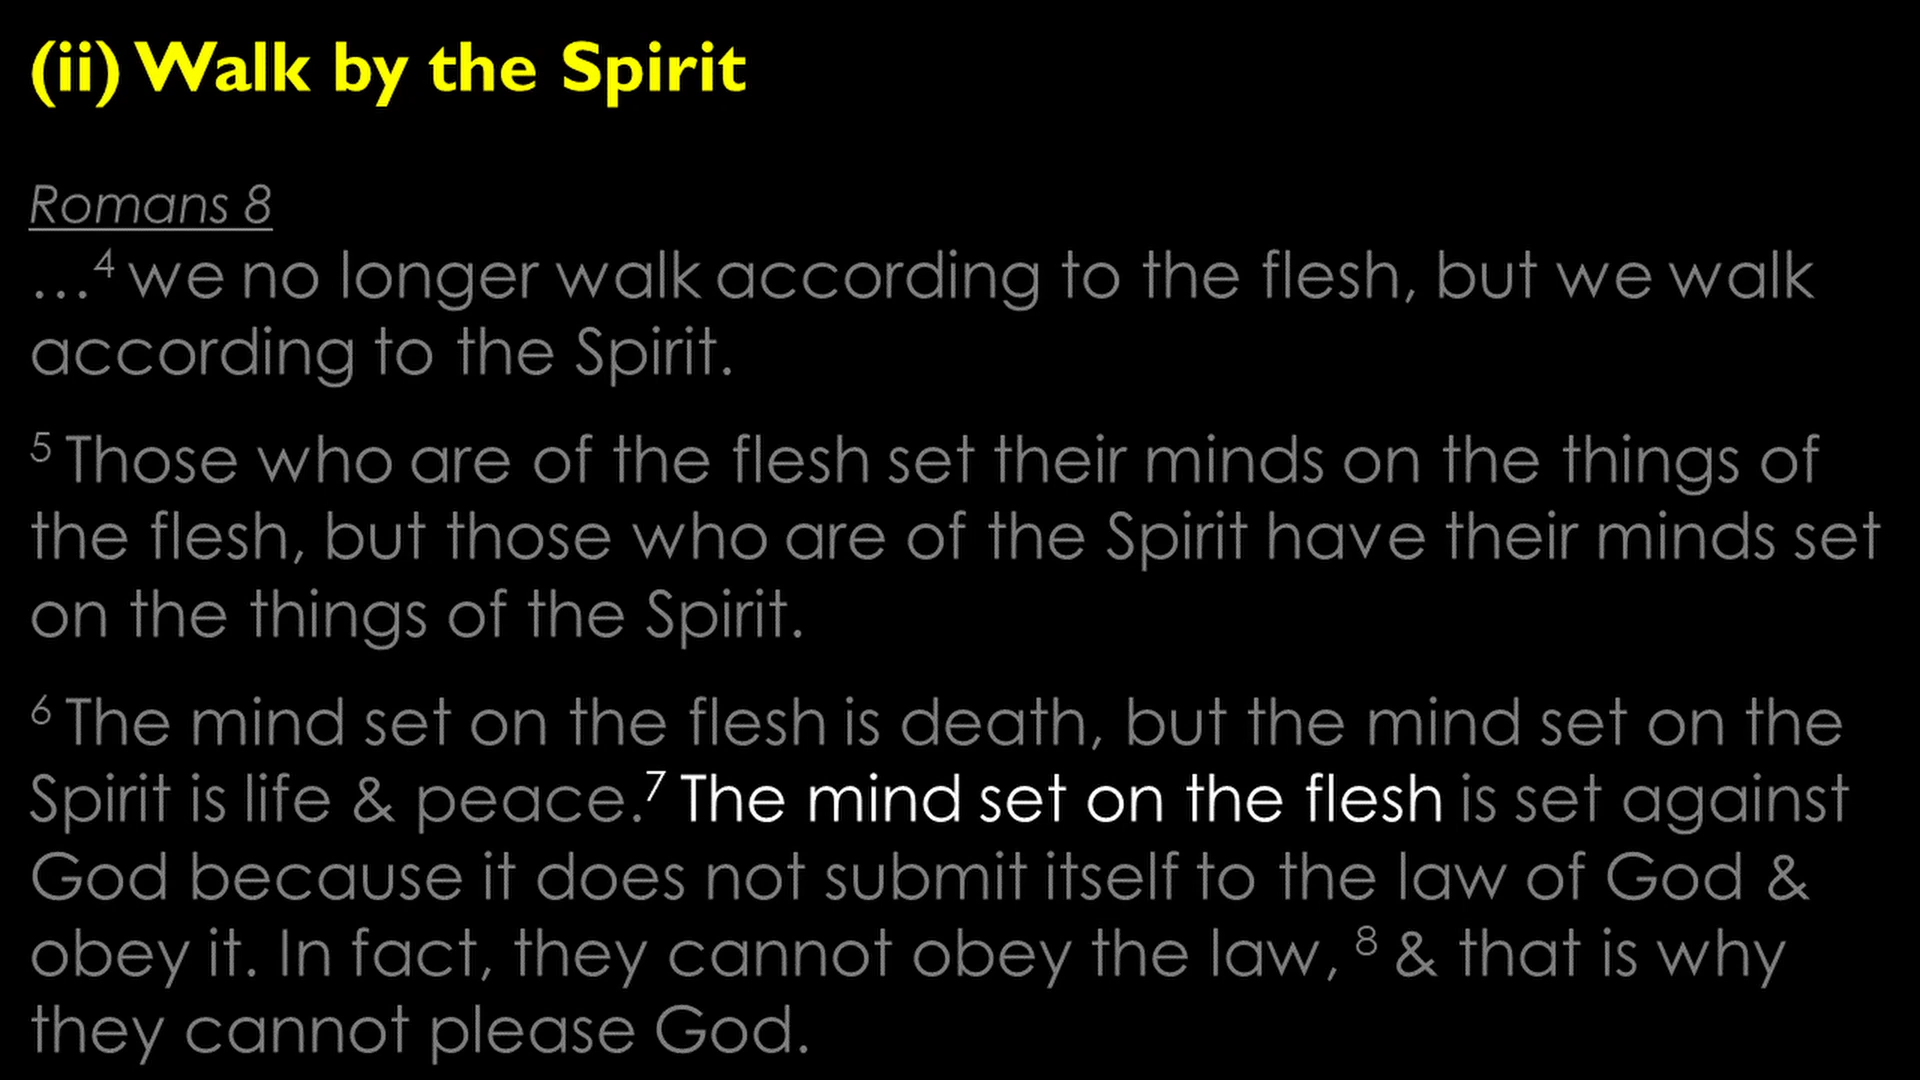 (ii) Walk by the Spirit
Romans 8
…4 we no longer walk according to the flesh, but we walk
according to the Spirit.
5 Those who are of the flesh set their minds on the things of
the flesh, but those who are of the Spirit have their minds set
on the things of the Spirit.
6 The mind set on the flesh is death, but the mind set on the
Spirit is life & peace.7 The mind set on the flesh is set against
God because it does not submit itself to the law of God &
obey it. In fact, they cannot obey the law, 8 & that is why
they cannot please God.